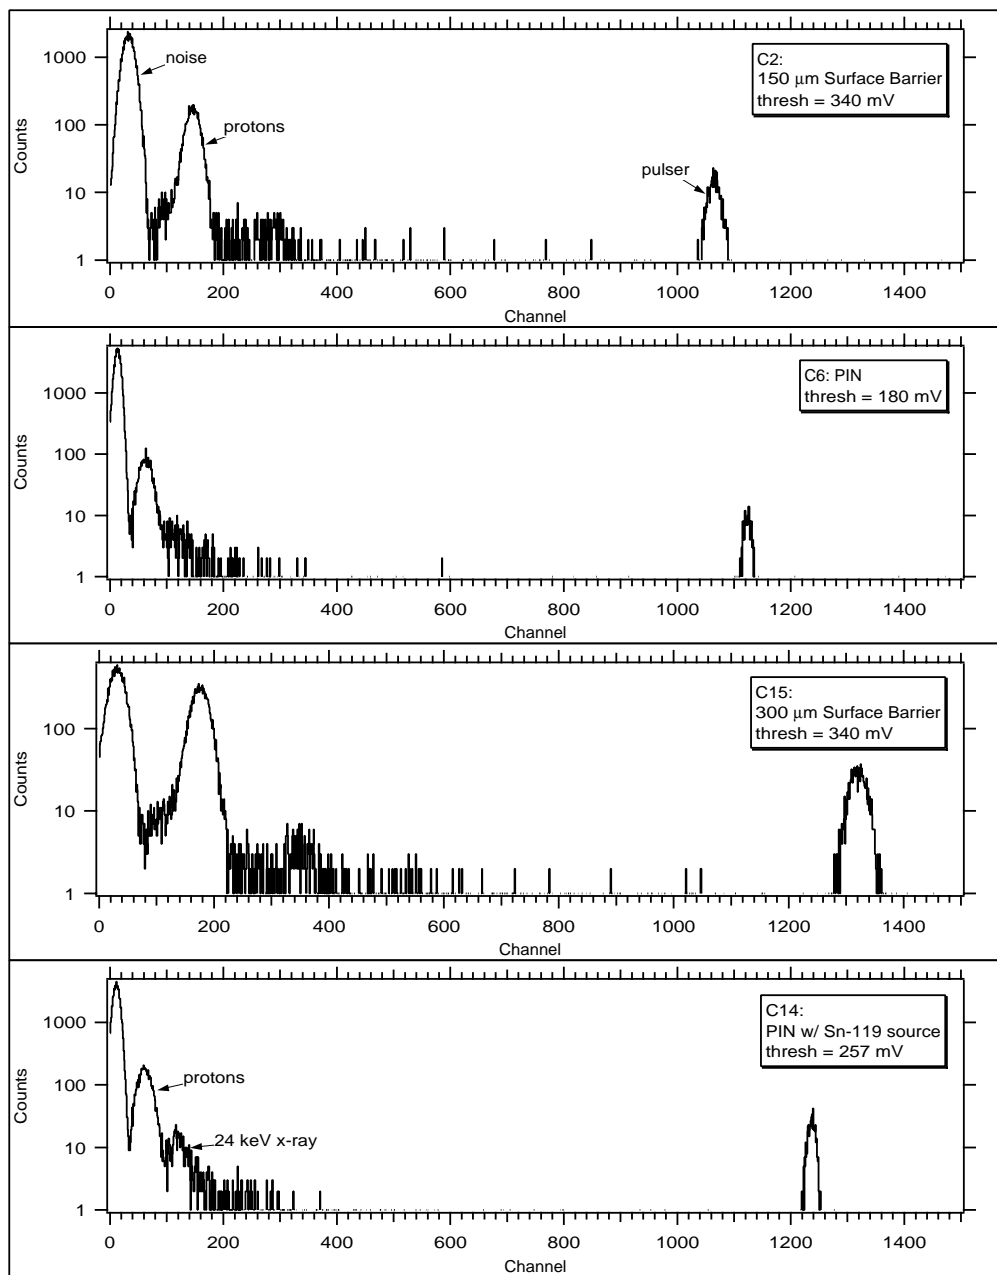 1000
100
10
1
Counts
noise
protons
pulser
C2:
150 μm Surface Barrier
thresh = 340 mV
0 200 400 600 800 1000 1200 1400
Channel
1000
100
10
1
Counts
C6: PIN
thresh = 180 mV
0 200 400 600 800 1000 1200 1400
Channel
100
10
1
Counts
C15:
300 μm Surface Barrier
thresh = 340 mV
0 200 400 600 800 1000 1200 1400
Channel
1000
100
10
1
Counts
protons
24 keV x-ray
C14:
PIN w/ Sn-119 source
thresh = 257 mV
0 200 400 600 800 1000 1200 1400
Channel